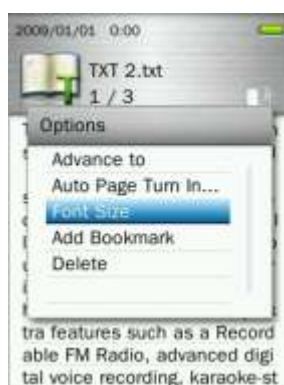 2009/01/01 0:00
TXT 2.txt
1 / 3
Options
Advance to
Auto Page Turn In...
Font Size
Add Bookmark
Delete
tra features such as a Record
able FM Radio, advanced digi
tal voice recording, karaoke-st